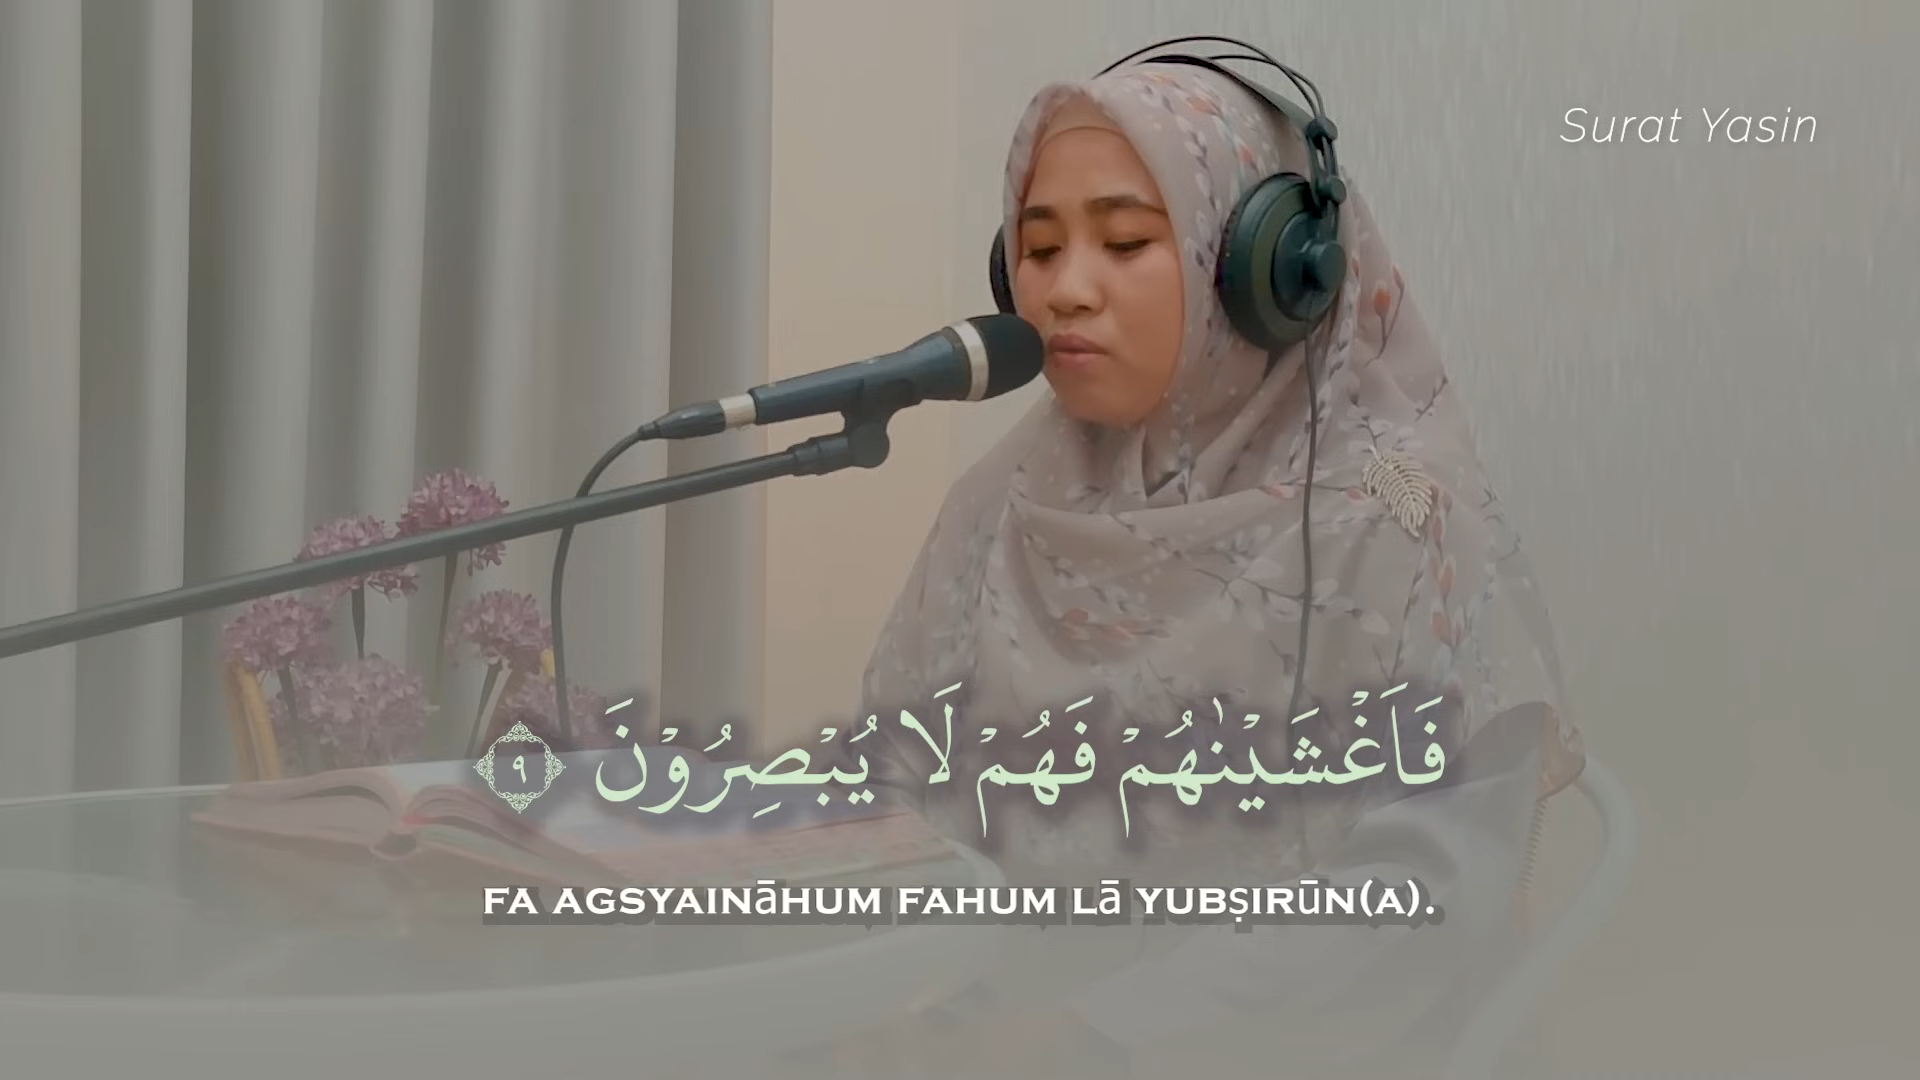 Surat Yasin
فَاَغْشَيْنٰهُمْ فَهُمْ لَا يُبْصِرُوْنَ ٩
FA AGSYAINĀHUM FAHUM LĀ YUBṢIRŪN(A).